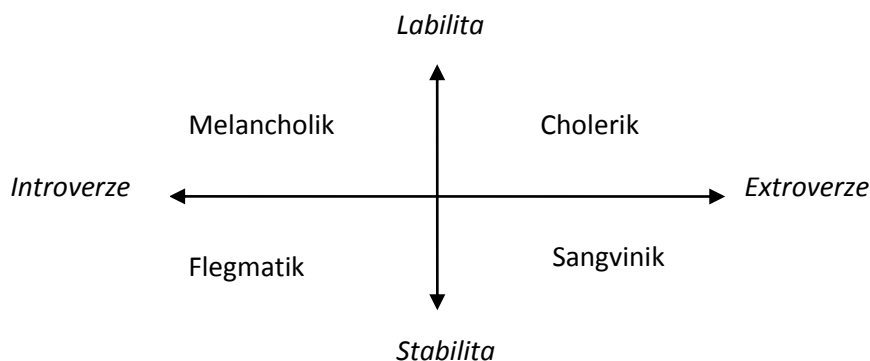 Labilita
Melancholik Cholerik
Introverze Extroverze
Flegmatik Sangvinik
Stabilita